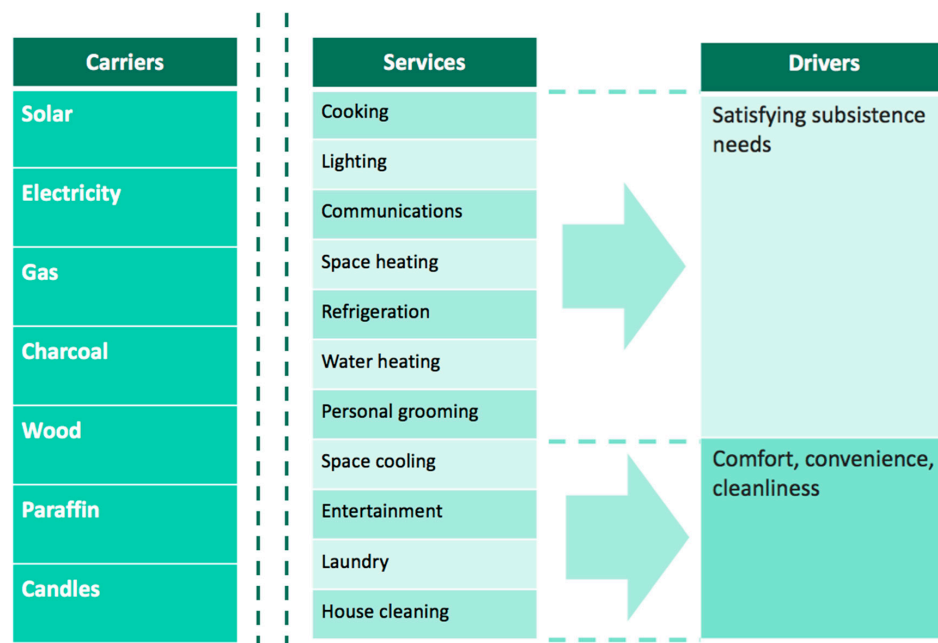 Carriers
Solar
Electricity
Gas
Charcoal
Wood
Paraffin
Candles
Services
Cooking
Lighting
Communications
Space heating
Refrigeration
Water heating
Personal grooming
Space cooling
Entertainment
Laundry
House cleaning
Drivers
Satisfying subsistence
needs
Comfort, convenience,
cleanliness